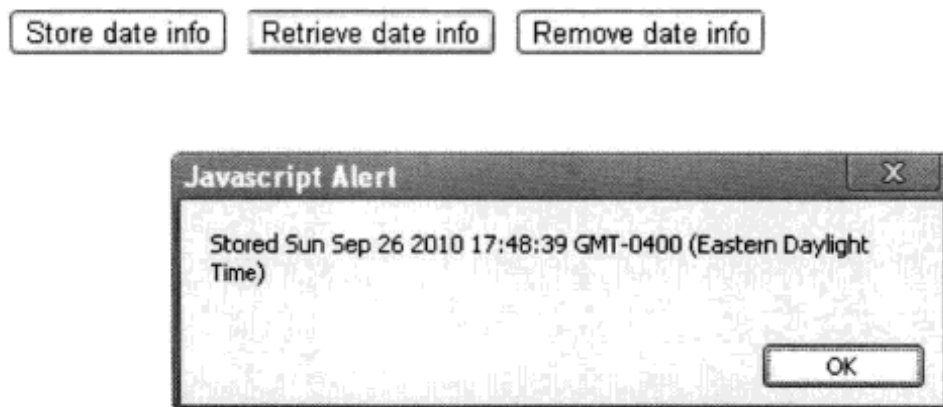 Store date info Retrieve date info Remove date info
Javascript Alert X
Stored Sun Sep 26 2010 17:48:39 GMT-0400 (Eastern Daylight
Time)
OK